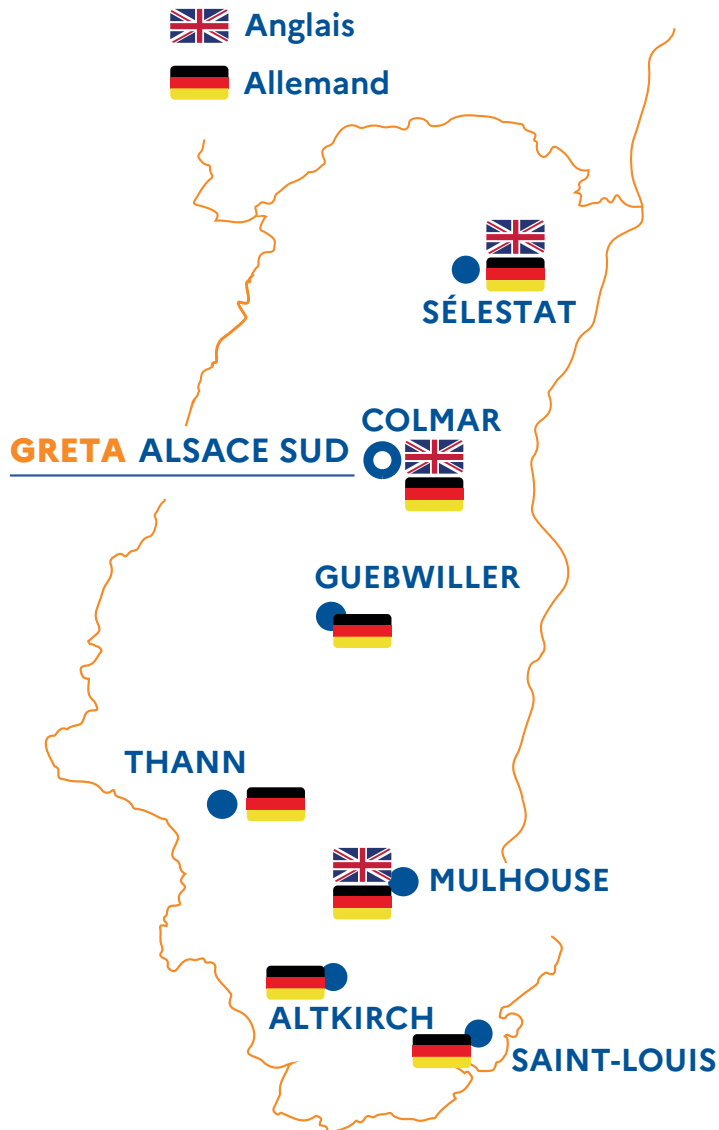 Anglais
Allemand
SÉLESTAT
COLMAR
GRETA ALSACE SUD
GUEBWILLER
THANN
MULHOUSE
ALTKIRCH
SAINT-LOUIS